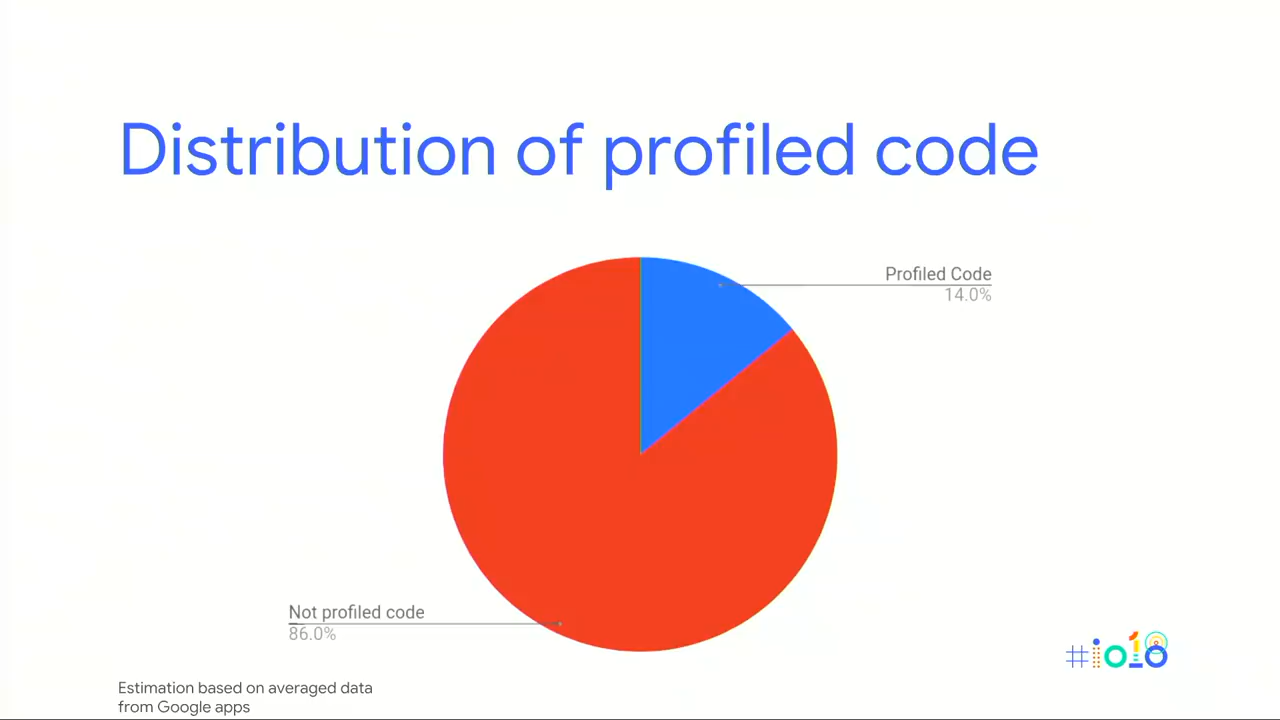 Distribution of profiled code
Profiled Code
14.0%
Not profiled code
86.0%
#io18
Estimation based on averaged data
from Google apps